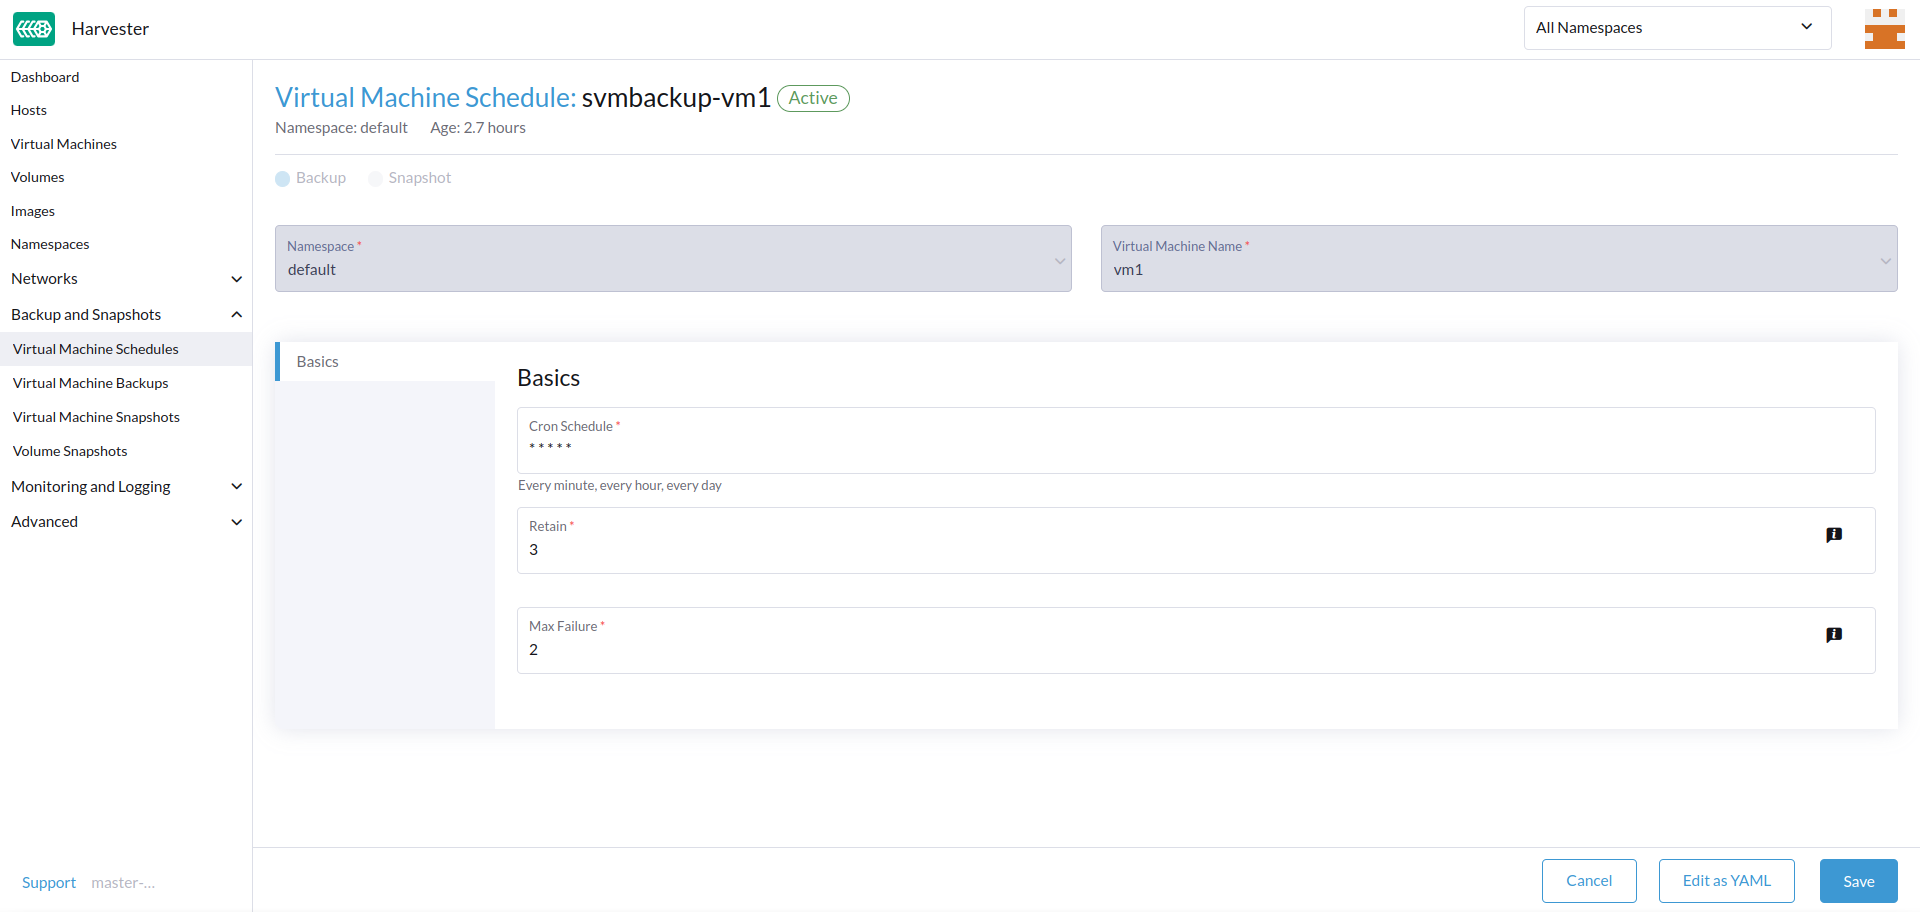 Harvester
All Namespaces
Dashboard
Hosts
Virtual Machines
Volumes
Images
Namespaces
Networks
Backup and Snapshots
Virtual Machine Schedules
Virtual Machine Backups
Virtual Machine Snapshots
Volume Snapshots
Monitoring and Logging
Advanced
Support master-...
Virtual Machine Schedule: svmbackup-vm1 Active
Namespace: default Age: 2.7 hours
Backup Snapshot
Namespace *
default
Virtual Machine Name *
vm1
Basics
Basics
Cron Schedule *
* * * * *
Every minute, every hour, every day
Retain *
3
Max Failure *
2
Cancel
Edit as YAML
Save